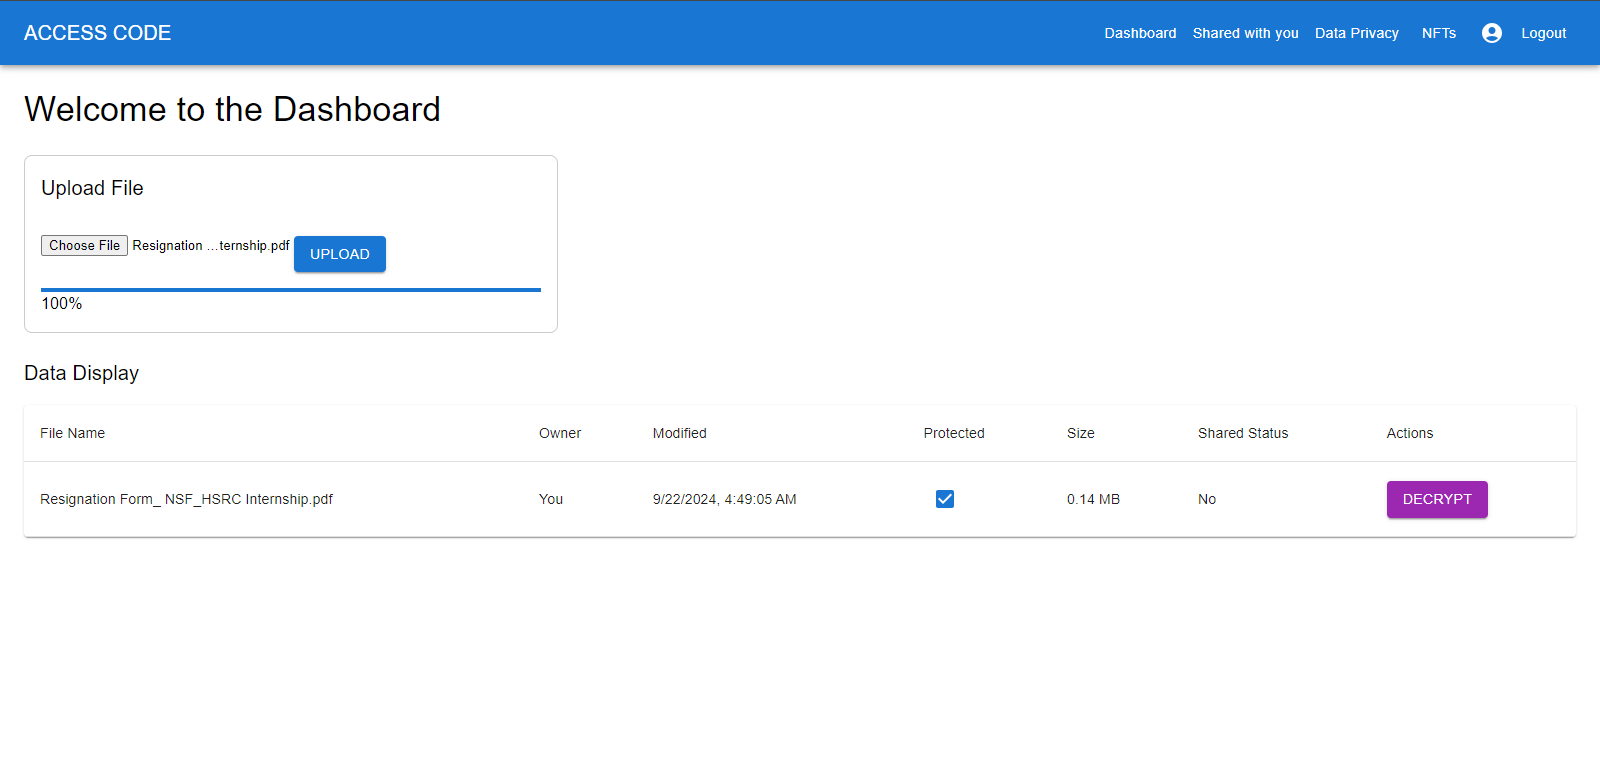 ACCESS CODE Dashboard Shared with you Data Privacy NFTs Logout
Welcome to the Dashboard
Upload File
Choose File Resignation ...ternship.pdf UPLOAD
100%
Data Display
File Name Owner Modified Protected Size Shared Status Actions
Resignation Form_ NSF_HSRC Internship.pdf You 9/22/2024, 4:49:05 AM 0.14 MB No DECRYPT